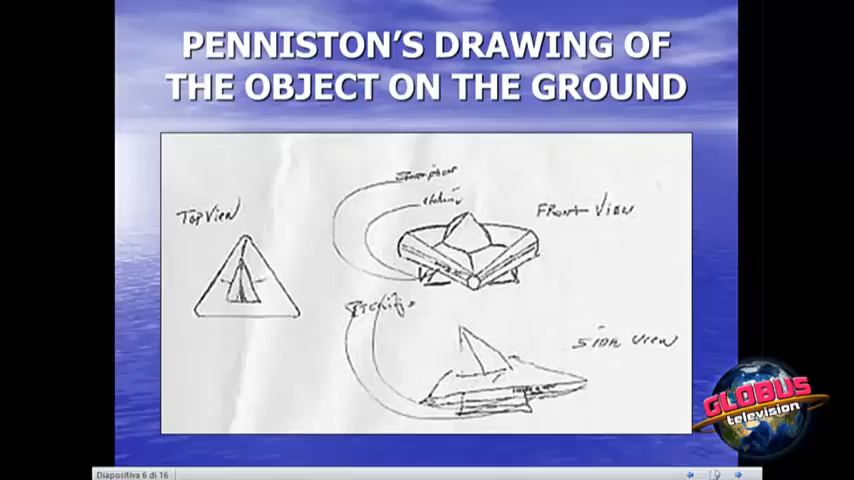 PENNISTON'S DRAWING OF
THE OBJECT ON THE GROUND
TOP VIEW
FRONT VIEW
SIDE VIEW
GLOBUS
television
Diapositiva 6 di 16